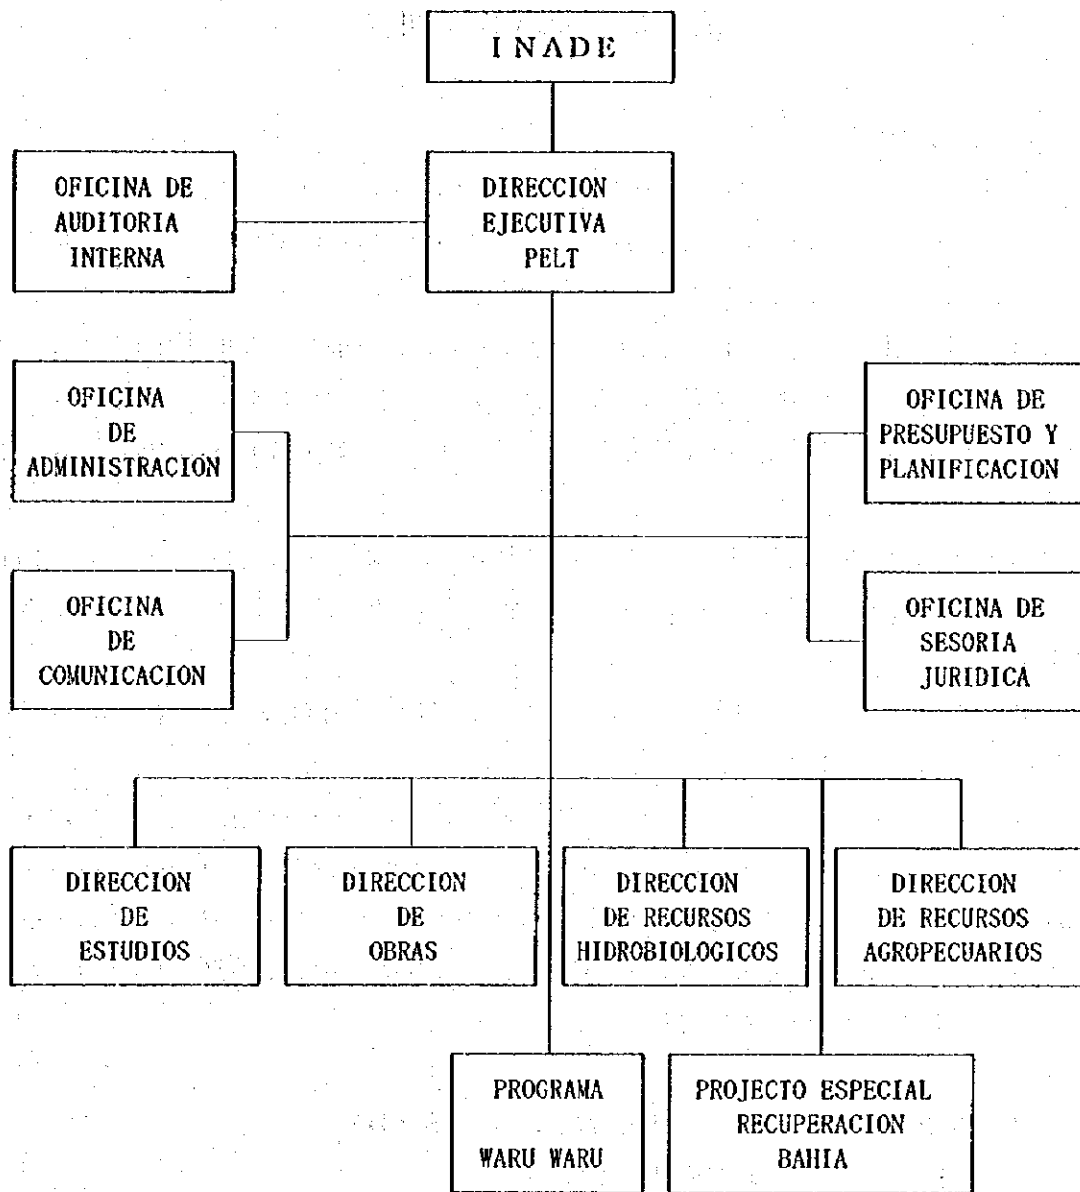 INADE
OFICINA DE
AUDITORIA
INTERNA
DIRECCION
EJECUTIVA
PELT
OFICINA
DE
ADMINISTRACION
OFICINA DE
PRESUPUESTO Y
PLANIFICACION
OFICINA
DE
COMUNICACION
OFICINA DE
SESORIA
JURIDICA
DIRECCION
DE
ESTUDIOS
DIRECCION
DE
OBRAS
DIRECCION
DE RECURSOS
HIDROBIOLOGICOS
DIRECCION
DE RECURSOS
AGROPECUARIOS
PROGRAMA
WARU WARU
PROJECTO ESPECIAL
RECUPERACION
BAHIA